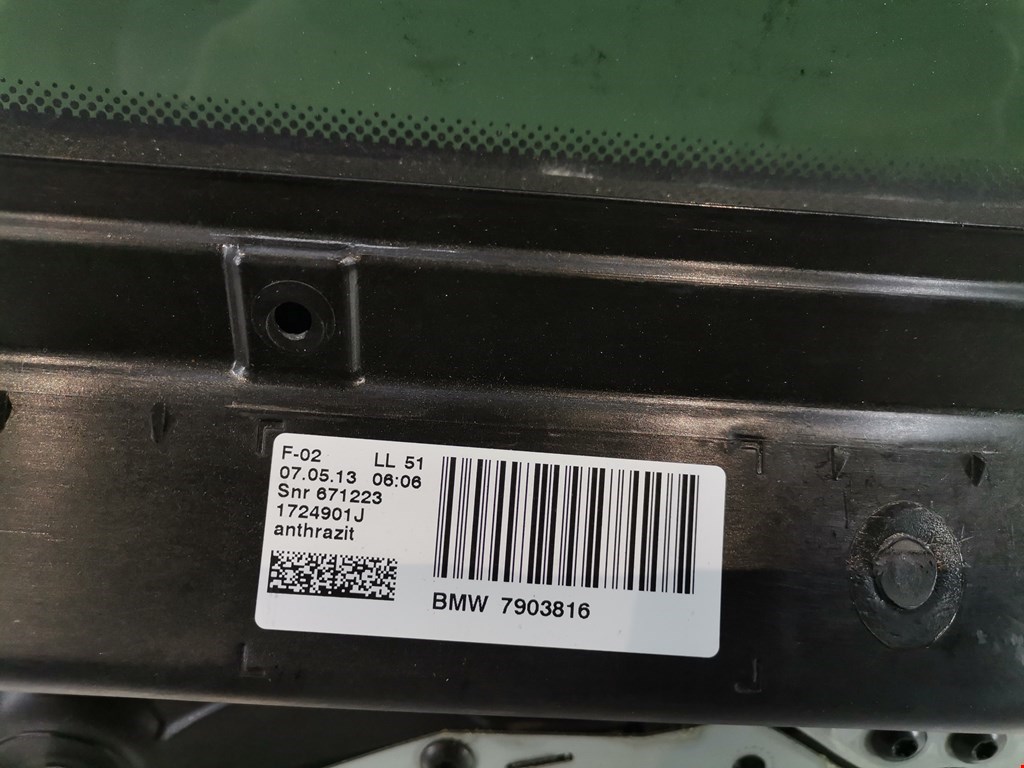 F-02 LL 51
07.05.13 06:06
Snr 671223
1724901J
anthrazit
BMW 7903816